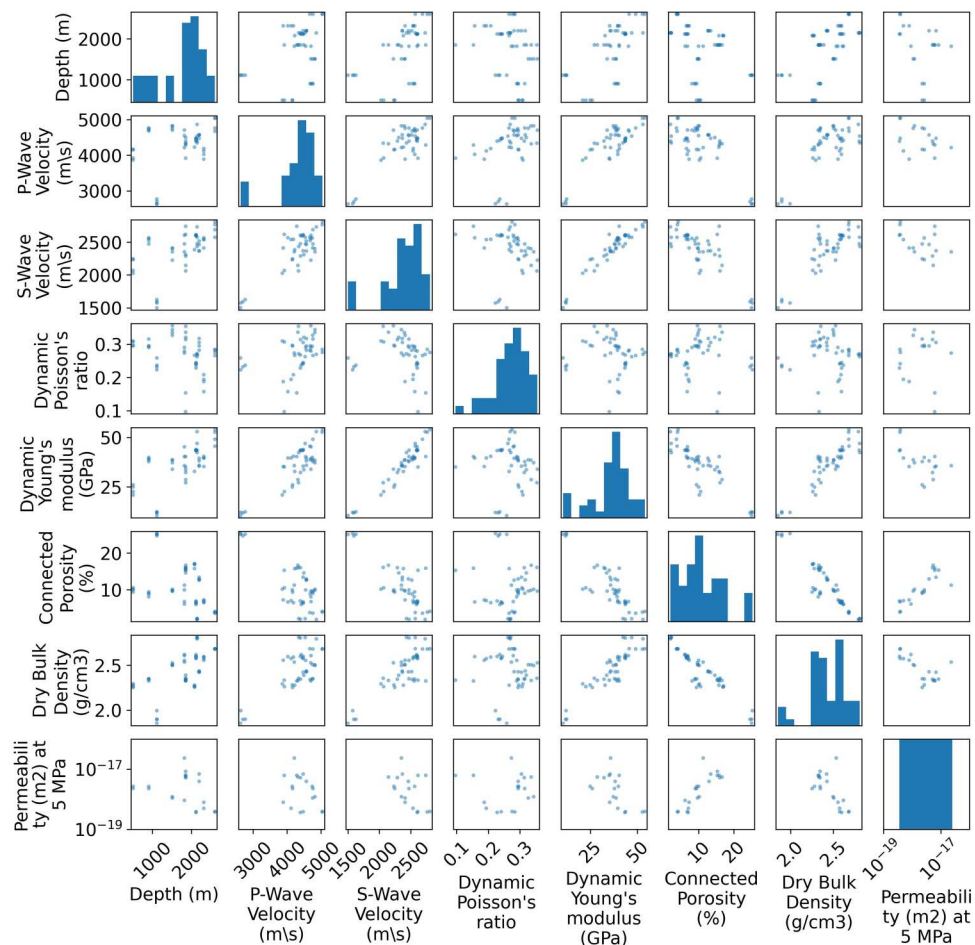 Depth (m)
2000
1000
P-Wave
Velocity
(m\s)
5000
4000
3000
S-Wave
Velocity
(m\s)
2500
2000
1500
Dynamic
Poisson's
ratio
0.3
0.2
0.1
Dynamic
Young's
modulus
(GPa)
50
25
Connected
Porosity
(%)
20
10
Dry Bulk
Density
(g/cm3)
2.5
2.0
Permeabili
ty (m2) at
5 MPa
10⁻¹⁷
10⁻¹⁹
1000 2000 3000 4000 5000 1500 2000 2500 0.1 0.2 0.3 25 50 10 20 2.0 2.5 10⁻¹⁹ 10⁻¹⁷
Depth (m)
P-Wave
Velocity
(m\s)
S-Wave
Velocity
(m\s)
Dynamic
Poisson's
ratio
Dynamic
Young's
modulus
(GPa)
Connected
Porosity
(%)
Dry Bulk
Density
(g/cm3)
Permeabili
ty (m2) at
5 MPa